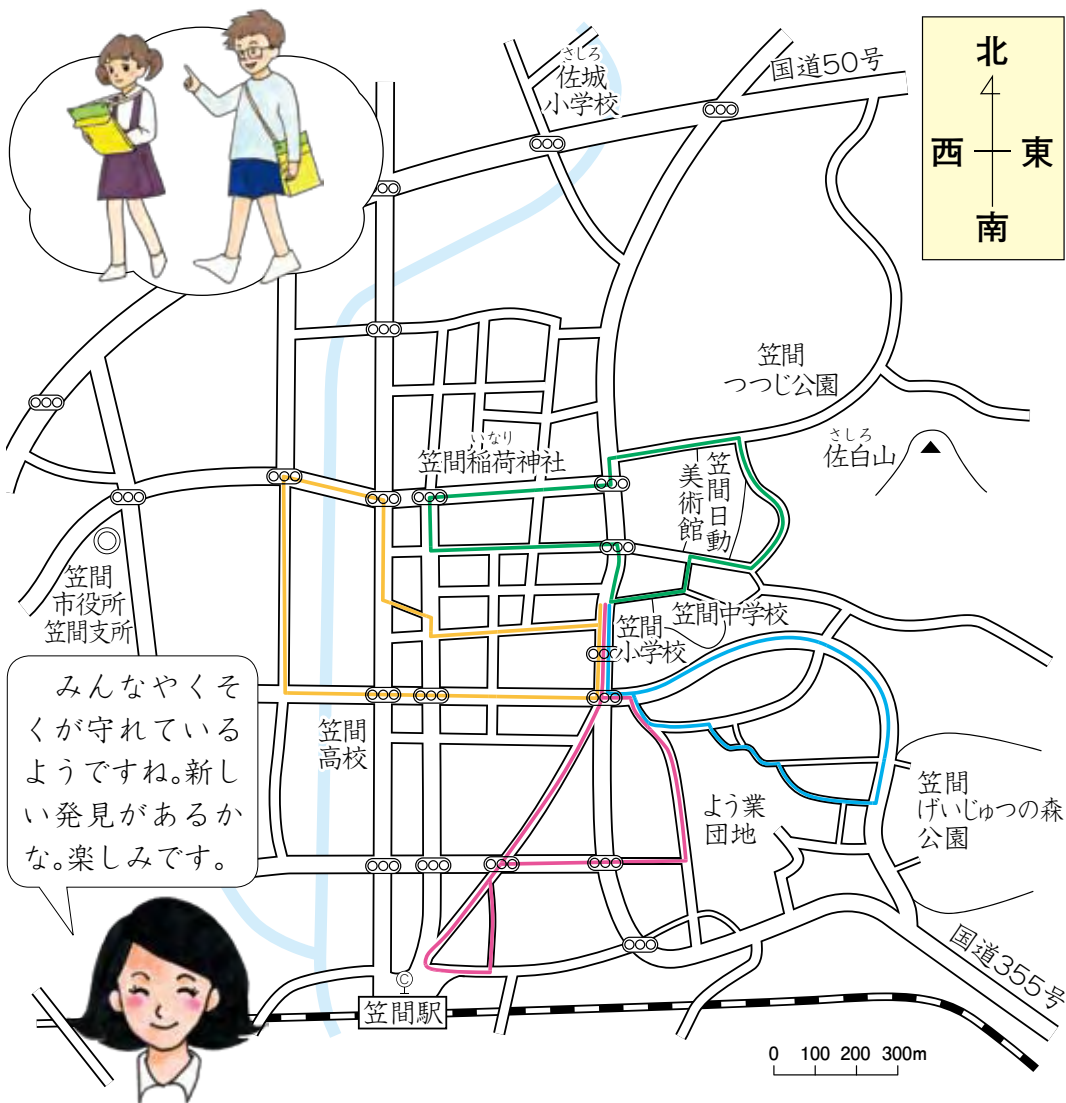 さしろ
佐城
小学校
国道50号
北
西
東
南
笠間
つつじ公園
さしろ
佐白山
いなり
笠間稲荷神社
笠間日動
美術館
笠間
市役所
笠間支所
笠間中学校
笠間
小学校
みんなやくそ
くが守れている
ようですね。新し
い発見があるか
な。楽しみです。
笠間
高校
よう業
団地
笠間
げいじゅつの森
公園
国道355号
笠間駅
0 100 200 300m